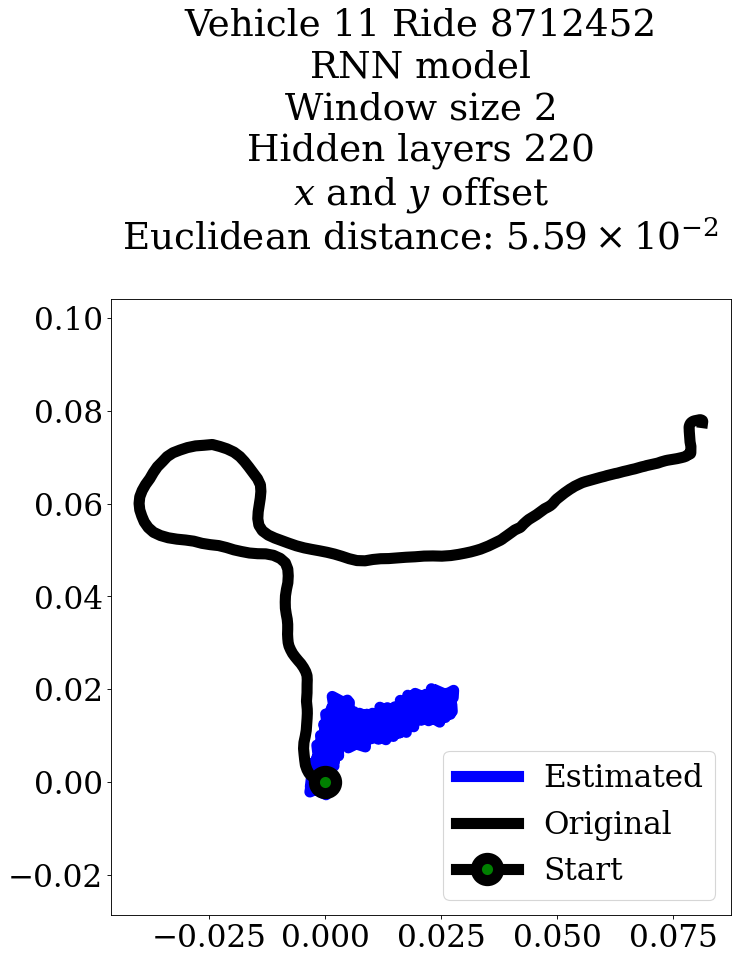 Vehicle 11 Ride 8712452
RNN model
Window size 2
Hidden layers 220
x and y offset
Euclidean distance: 5.59 × 10⁻²
0.10
0.08
0.06
0.04
0.02
0.00
−0.02
Estimated
Original
Start
−0.025 0.000 0.025 0.050 0.075